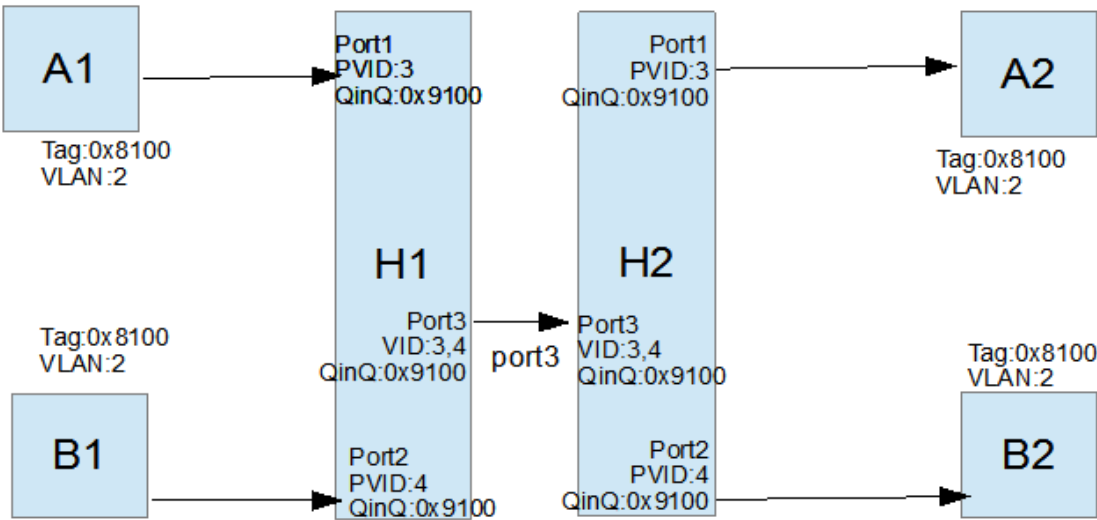 A1
Tag:0x8100
VLAN:2
Port1
PVID:3
QinQ:0x9100
H1
Port3
VID:3,4
QinQ:0x9100
Port2
PVID:4
QinQ:0x9100
Tag:0x8100
VLAN:2
B1
port3
Port1
PVID:3
QinQ:0x9100
H2
Port3
VID:3,4
QinQ:0x9100
Port2
PVID:4
QinQ:0x9100
A2
Tag:0x8100
VLAN:2
Tag:0x8100
VLAN:2
B2